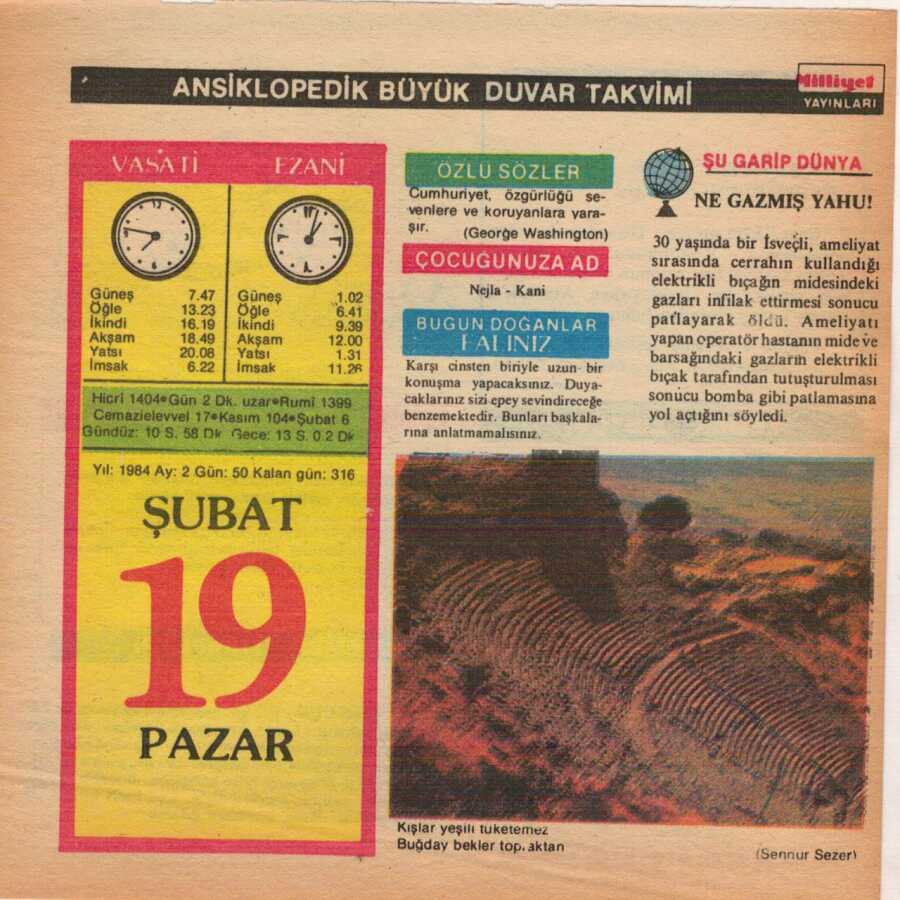 ANSİKLOPEDİK BÜYÜK DUVAR TAKVİMİ
Milliyet
YAYINLARI
VASATİ
EZANİ
Güneş 7.47
Öğle 13.23
İkindi 16.19
Akşam 18.49
Yatsı 20.08
İmsak 6.22
Güneş 1.02
Öğle 6.41
İkindi 9.39
Akşam 12.00
Yatsı 1.31
İmsak 11.26
Hicri 1404•Gün 2 Dk. uzar•Rumi 1399
Cemazielevvel 17•Kasım 104•Şubat 6
Gündüz: 10 S. 58 Dk Gece: 13 S. 0.2 Dk
Yıl: 1984 Ay: 2 Gün: 50 Kalan gün: 316
ŞUBAT
19
PAZAR
ÖZLÜ SÖZLER
Cumhuriyet, özgürlüğü se-
venlere ve koruyanlara yara-
şır. (George Washington)
ÇOCUĞUNUZA AD
Nejla - Kani
BUGÜN DOĞANLAR
FALINIZ
Karşı cinsten biriyle uzun bir
konuşma yapacaksınız. Duya-
caklarınız sizi epey sevindireceğe
benzemektedir. Bunları başkala-
rına anlatmamalısınız.
ŞU GARİP DÜNYA
NE GAZMIŞ YAHU!
30 yaşında bir İsveçli, ameliyat
sırasında cerrahın kullandığı
elektrikli bıçağın midesindeki
gazları infilak ettirmesi sonucu
patlayarak öldü. Ameliyatı
yapan operatör hastanın mide ve
barsağındaki gazların elektrikli
bıçak tarafından tutuşturulması
sonucu bomba gibi patlamasına
yol açtığını söyledi.
Kışlar yeşili tüketemez
Buğday bekler topraktan
(Sennur Sezer)